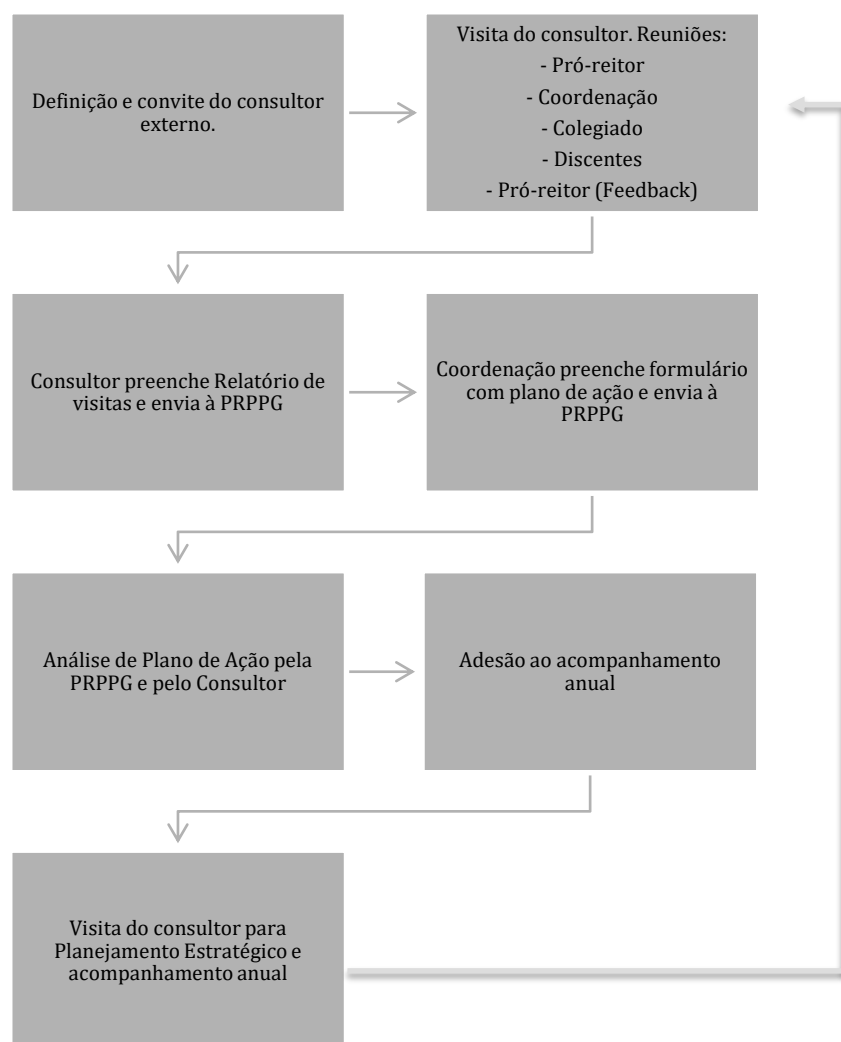 Definição e convite do consultor
externo.
Visita do consultor. Reuniões:
- Pró-reitor
- Coordenação
- Colegiado
- Discentes
- Pró-reitor (Feedback)
Consultor preenche Relatório de
visitas e envia à PRPPG
Coordenação preenche formulário
com plano de ação e envia à
PRPPG
Análise de Plano de Ação pela
PRPPG e pelo Consultor
Adesão ao acompanhamento
anual
Visita do consultor para
Planejamento Estratégico e
acompanhamento anual